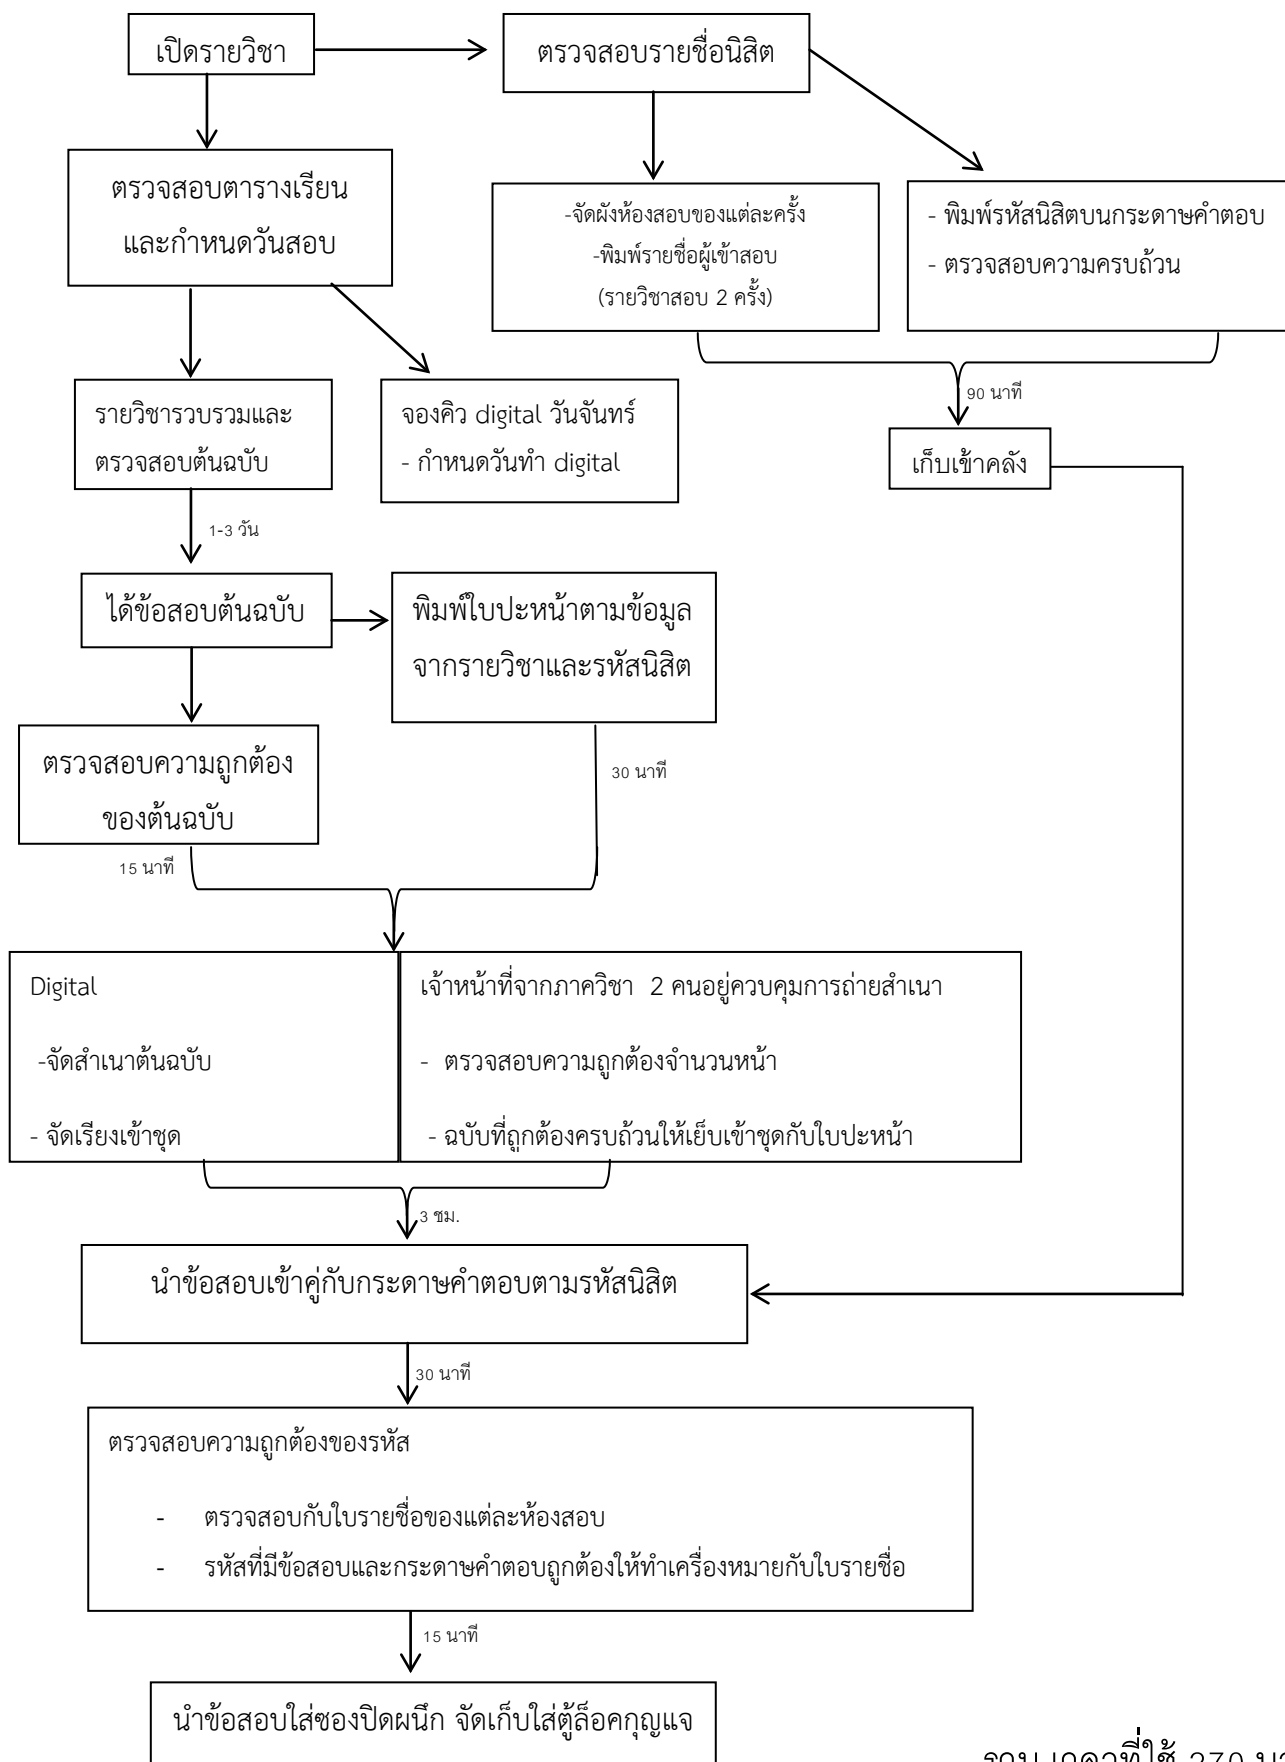 เปิดรายวิชา
ตรวจสอบรายชื่อนิสิต
ตรวจสอบตารางเรียน
และกำหนดวันสอบ
-จัดผังห้องสอบของแต่ละครั้ง
-พิมพ์รายชื่อผู้เข้าสอบ
(รายวิชาสอบ 2 ครั้ง)
- พิมพ์รหัสนิสิตบนกระดาษคำตอบ
- ตรวจสอบความครบถ้วน
90 นาที
รายวิชารวบรวมและ
ตรวจสอบต้นฉบับ
จองคิว digital วันจันทร์
- กำหนดวันทำ digital
เก็บเข้าคลัง
1-3 วัน
ได้ข้อสอบต้นฉบับ
พิมพ์ใบปะหน้าตามข้อมูล
จากรายวิชาและรหัสนิสิต
ตรวจสอบความถูกต้อง
ของต้นฉบับ
30 นาที
15 นาที
Digital
-จัดสำเนาต้นฉบับ
- จัดเรียงเข้าชุด
เจ้าหน้าที่จากภาควิชา 2 คนอยู่ควบคุมการถ่ายสำเนา
- ตรวจสอบความถูกต้องจำนวนหน้า
- ฉบับที่ถูกต้องครบถ้วนให้เย็บเข้าชุดกับใบปะหน้า
3 ชม.
นำข้อสอบเข้าคู่กับกระดาษคำตอบตามรหัสนิสิต
30 นาที
ตรวจสอบความถูกต้องของรหัส
- ตรวจสอบกับใบรายชื่อของแต่ละห้องสอบ
- รหัสที่มีข้อสอบและกระดาษคำตอบถูกต้องให้ทำเครื่องหมายกับใบรายชื่อ
15 นาที
นำข้อสอบใส่ซองปิดผนึก จัดเก็บใส่ตู้ล็อคกุญแจ
ที่ใช้ 270